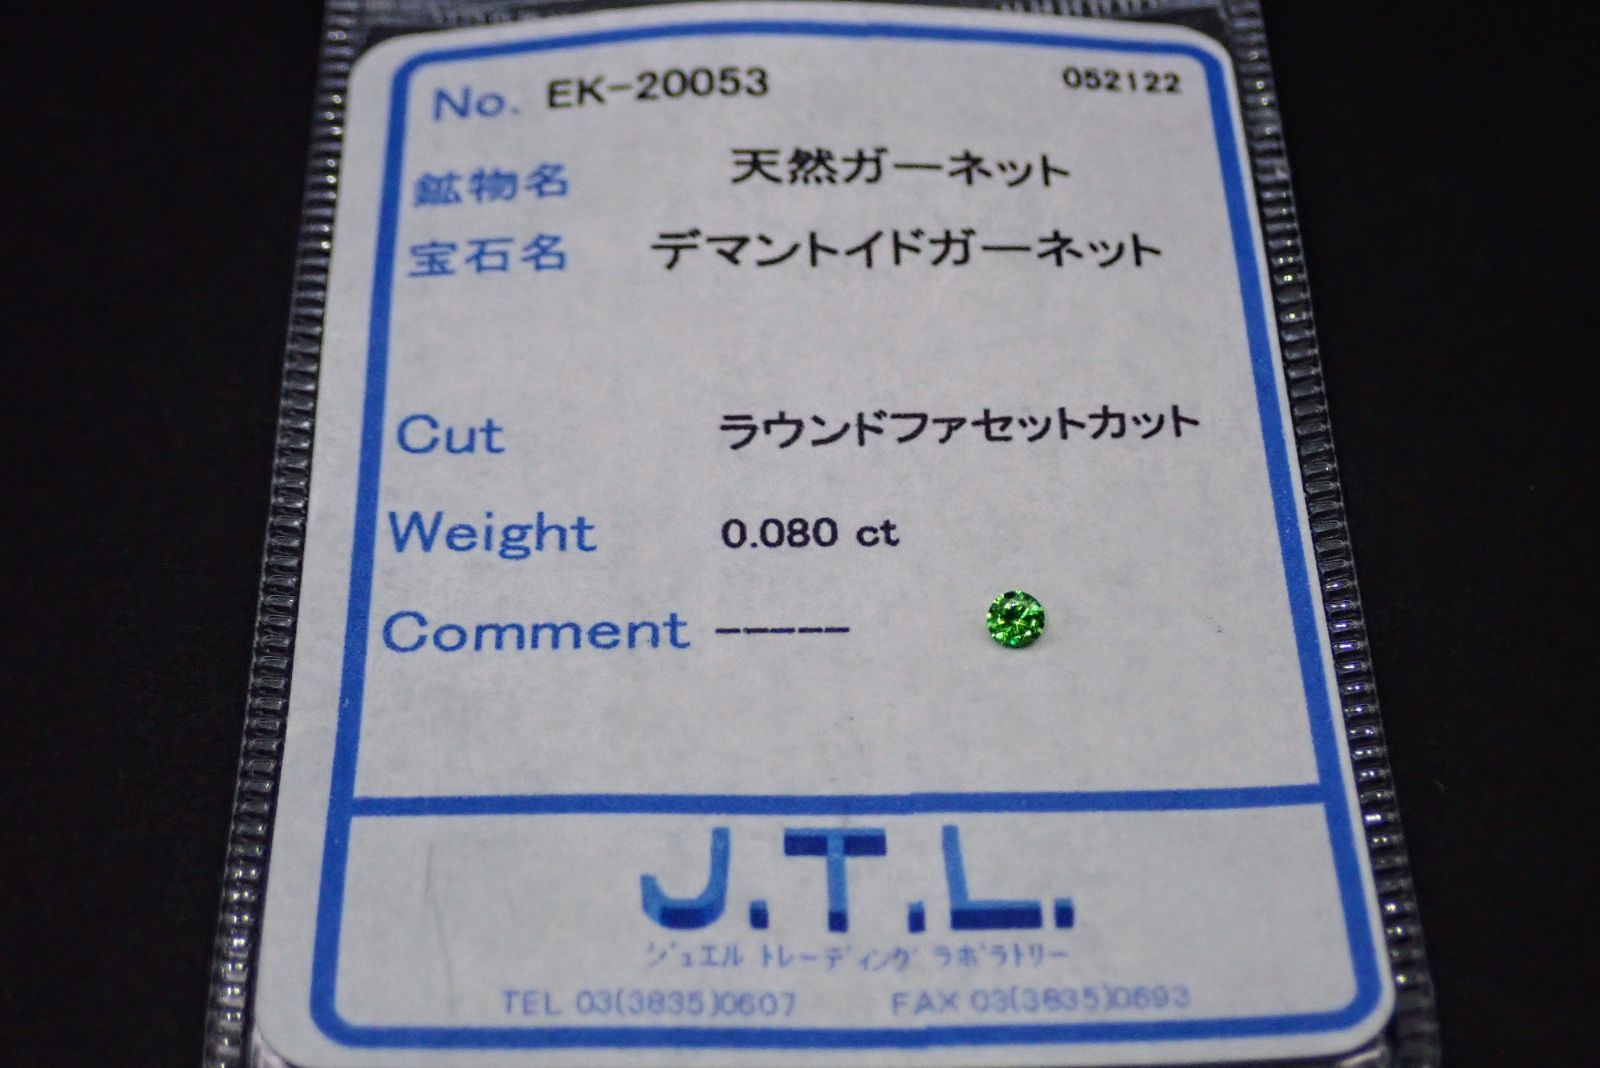 No. EK-20053 052122
鉱物名 天然ガーネット
宝石名 デマントイドガーネット
Cut ラウンドファセットカット
Weight 0.080 ct
Comment -----
J.T.L.
ジュエル トレーディング ラボラトリー
TEL 03(3835)0607 FAX 03(3835)0693